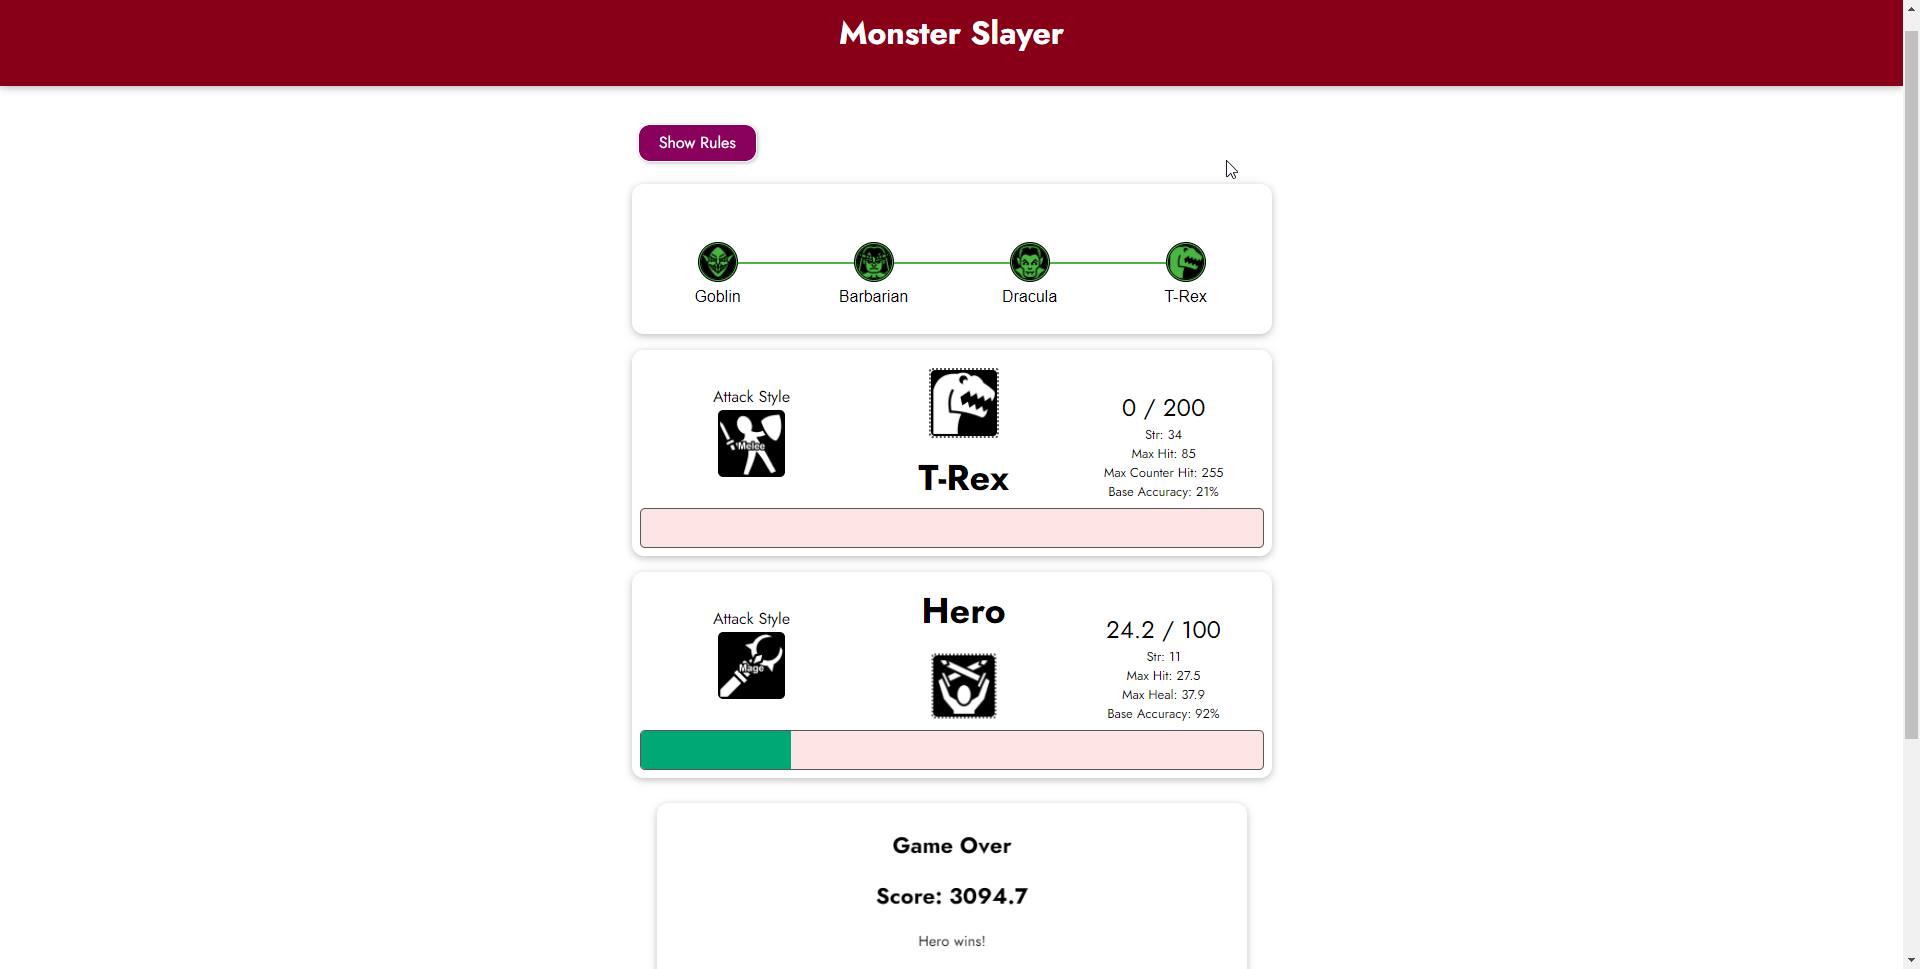 Monster Slayer
Show Rules
Goblin
Barbarian
Dracula
T-Rex
Attack Style
Melee
T-Rex
0 / 200
Str: 34
Max Hit: 85
Max Counter Hit: 255
Base Accuracy: 21%
Attack Style
Mage
Hero
24.2 / 100
Str: 11
Max Hit: 27.5
Max Heal: 37.9
Base Accuracy: 92%
Game Over
Score: 3094.7
Hero wins!